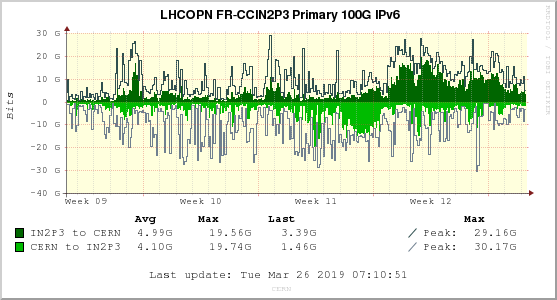 LHCOPN FR-CCIN2P3 Primary 100G IPv6
30 G
20 G
10 G
0
-10 G
-20 G
-30 G
-40 G
Bits
Week 09 Week 10 Week 11 Week 12
Avg Max Last Max
IN2P3 to CERN 4.99G 19.56G 3.39G Peak: 29.16G
CERN to IN2P3 4.10G 19.74G 1.46G Peak: 30.17G
Last update: Tue Mar 26 2019 07:10:51
CERN